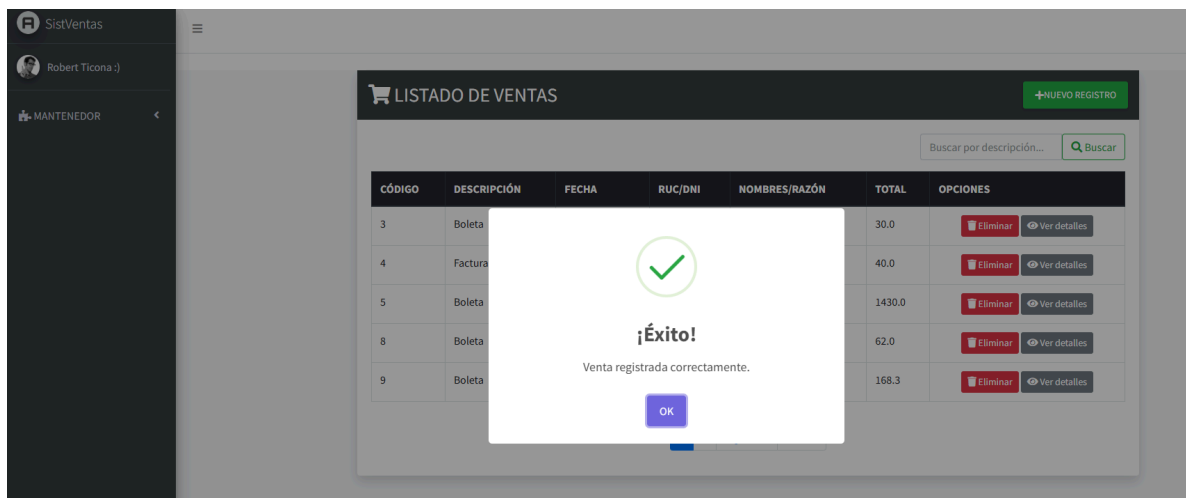 SistVentas
Robert Ticona :)
MANTENEDOR
LISTADO DE VENTAS
NUEVO REGISTRO
Buscar por descripción...
Buscar
CÓDIGO DESCRIPCIÓN FECHA RUC/DNI NOMBRES/RAZÓN TOTAL OPCIONES
3 Boleta 30.0 Eliminar Ver detalles
4 Factura 40.0 Eliminar Ver detalles
5 Boleta 1430.0 Eliminar Ver detalles
8 Boleta 62.0 Eliminar Ver detalles
9 Boleta 168.3 Eliminar Ver detalles
¡Éxito!
Venta registrada correctamente.
OK